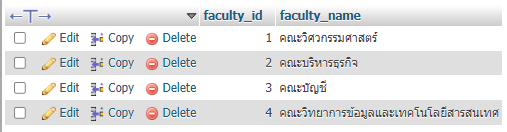 faculty_id faculty_name
Edit Copy Delete 1 คณะวิศวกรรมศาสตร์
Edit Copy Delete 2 คณะบริหารธุรกิจ
Edit Copy Delete 3 คณะบัญชี
Edit Copy Delete 4 คณะวิทยาการข้อมูลและเทคโนโลยีสารสนเทศ